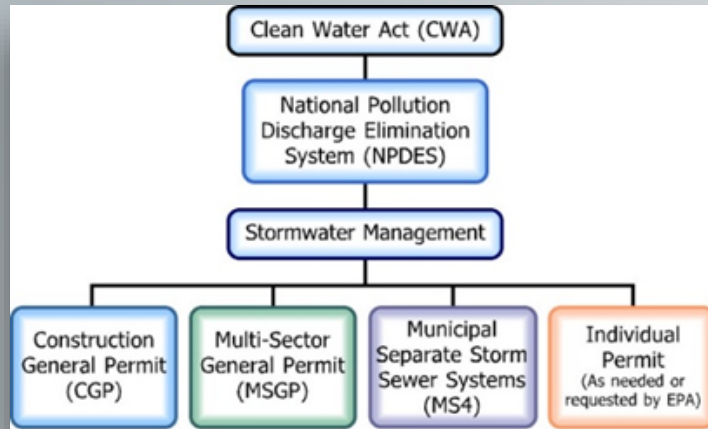 Clean Water Act (CWA)
National Pollution
Discharge Elimination
System (NPDES)
Stormwater Management
Construction
General Permit
(CGP)
Multi-Sector
General Permit
(MSGP)
Municipal
Separate Storm
Sewer Systems
(MS4)
Individual
Permit
(As needed or
requested by EPA)